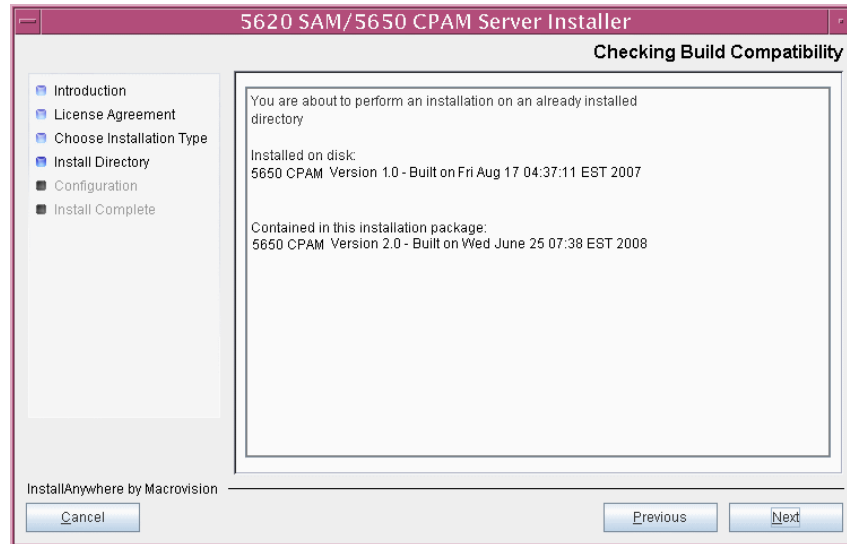 5620 SAM/5650 CPAM Server Installer
Checking Build Compatibility
Introduction
License Agreement
Choose Installation Type
Install Directory
Configuration
Install Complete
You are about to perform an installation on an already installed
directory
Installed on disk:
5650 CPAM Version 1.0 - Built on Fri Aug 17 04:37:11 EST 2007
Contained in this installation package:
5650 CPAM Version 2.0 - Built on Wed June 25 07:38 EST 2008
InstallAnywhere by Macrovision
Cancel
Previous
Next